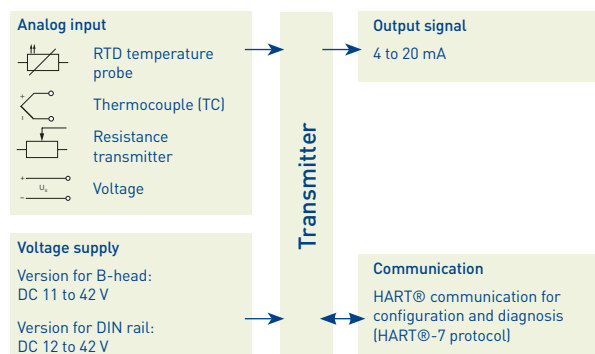 Analog input
RTD temperature
probe
+
Thermocouple (TC)
Resistance
transmitter
+
Uₓ
Voltage
−
Voltage supply
Version for B-head:
DC 11 to 42 V
Version for DIN rail:
DC 12 to 42 V
Transmitter
Output signal
4 to 20 mA
Communication
HART® communication for
configuration and diagnosis
(HART®-7 protocol)